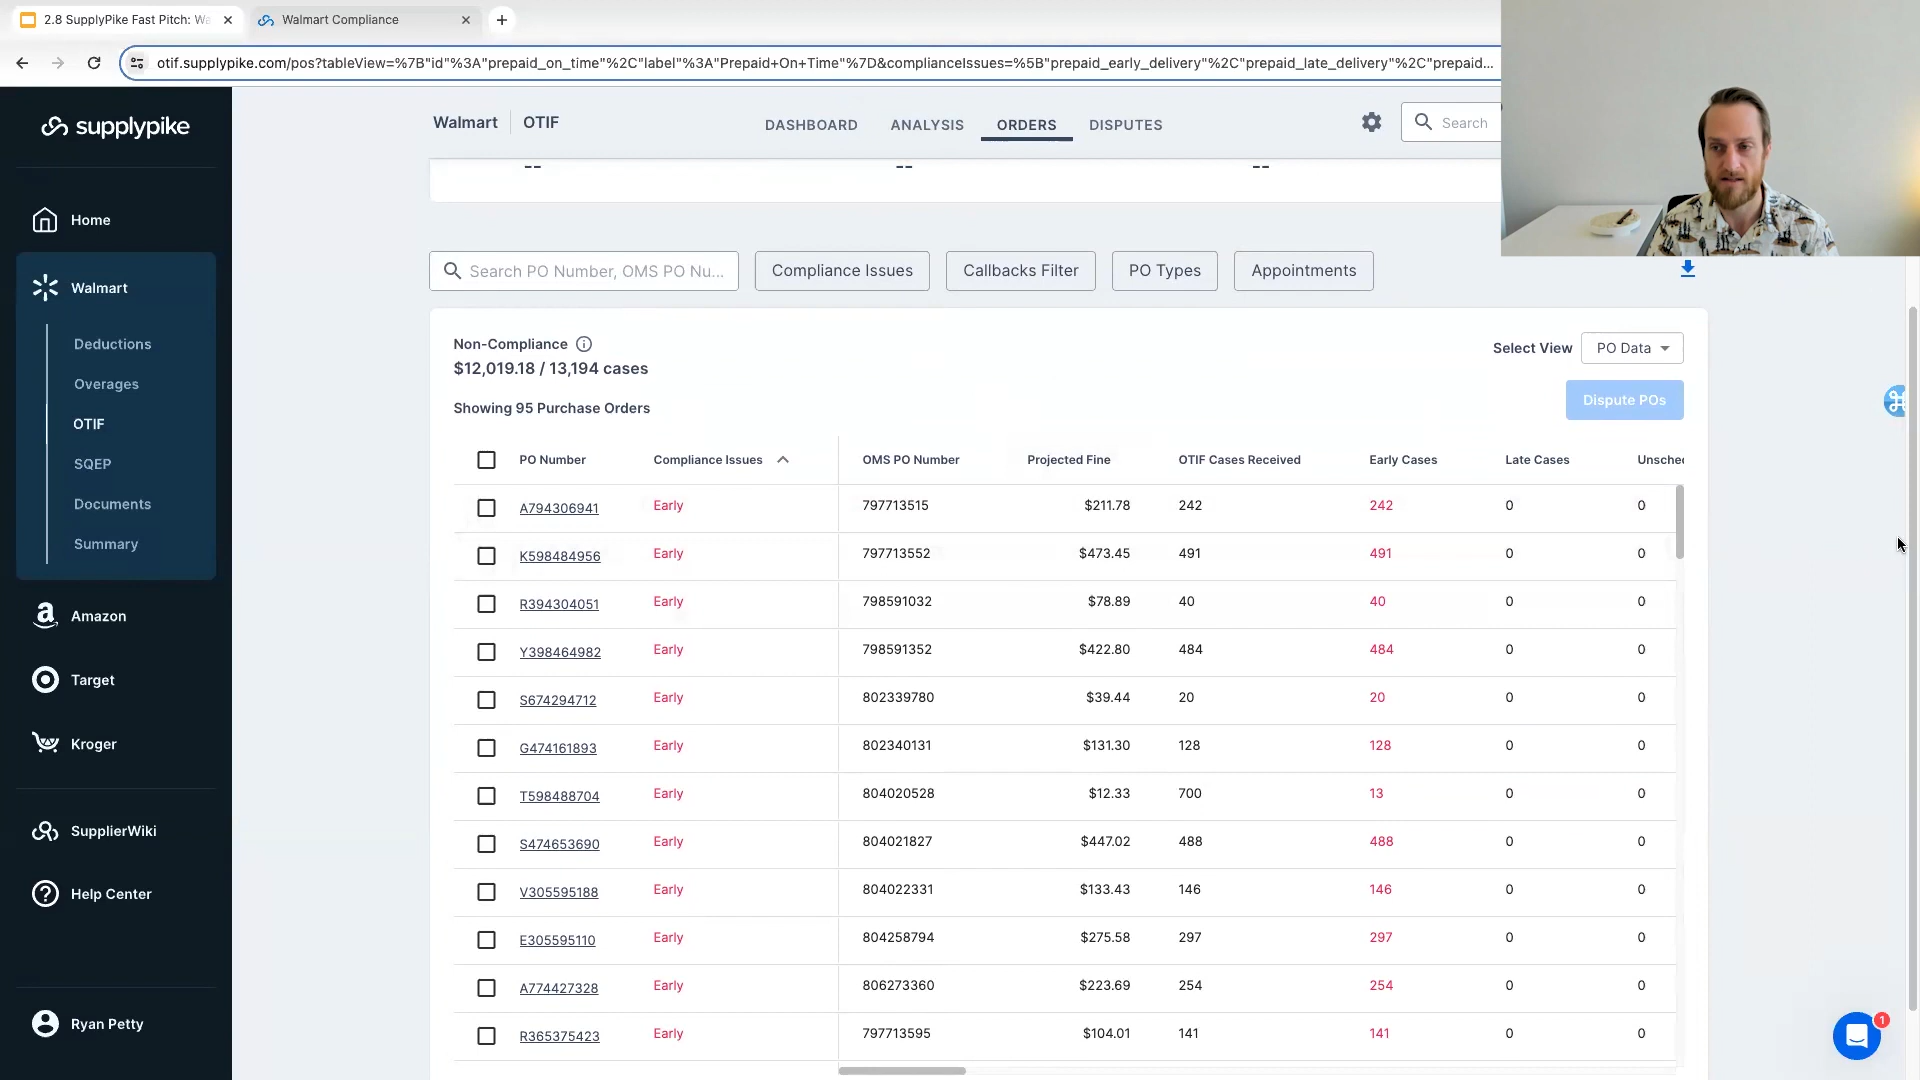 2.8 SupplyPike Fast Pitch: Wa
Walmart Compliance
otif.supplypike.com/pos?tableView=%7B"id"%3A"prepaid_on_time"%2C"label"%3A"Prepaid+On+Time"%7D&complianceIssues=%5B"prepaid_early_delivery"%2C"prepaid_late_delivery"%2C"prepaid...
supplypike
Home
Walmart
Deductions
Overages
OTIF
SQEP
Documents
Summary
Amazon
Target
Kroger
SupplierWiki
Help Center
Ryan Petty
Walmart OTIF DASHBOARD ANALYSIS ORDERS DISPUTES Search
-- -- --
Search PO Number, OMS PO Nu... Compliance Issues Callbacks Filter PO Types Appointments
Non-Compliance
$12,019.18 / 13,194 cases
Select View PO Data
Showing 95 Purchase Orders
Dispute POs
PO Number Compliance Issues OMS PO Number Projected Fine OTIF Cases Received Early Cases Late Cases Unsche
A794306941 Early 797713515 $211.78 242 242 0 0
K598484956 Early 797713552 $473.45 491 491 0 0
R394304051 Early 798591032 $78.89 40 40 0 0
Y398464982 Early 798591352 $422.80 484 484 0 0
S674294712 Early 802339780 $39.44 20 20 0 0
G474161893 Early 802340131 $131.30 128 128 0 0
T598488704 Early 804020528 $12.33 700 13 0 0
S474653690 Early 804021827 $447.02 488 488 0 0
V305595188 Early 804022331 $133.43 146 146 0 0
E305595110 Early 804258794 $275.58 297 297 0 0
A774427328 Early 806273360 $223.69 254 254 0 0
R365375423 Early 797713595 $104.01 141 141 0 0
1